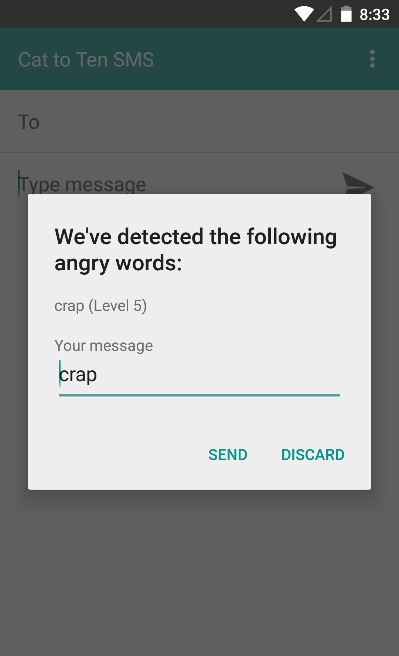 8:33
Cat to Ten SMS
To
Type message
We've detected the following
angry words:
crap (Level 5)
Your message
crap
SEND DISCARD